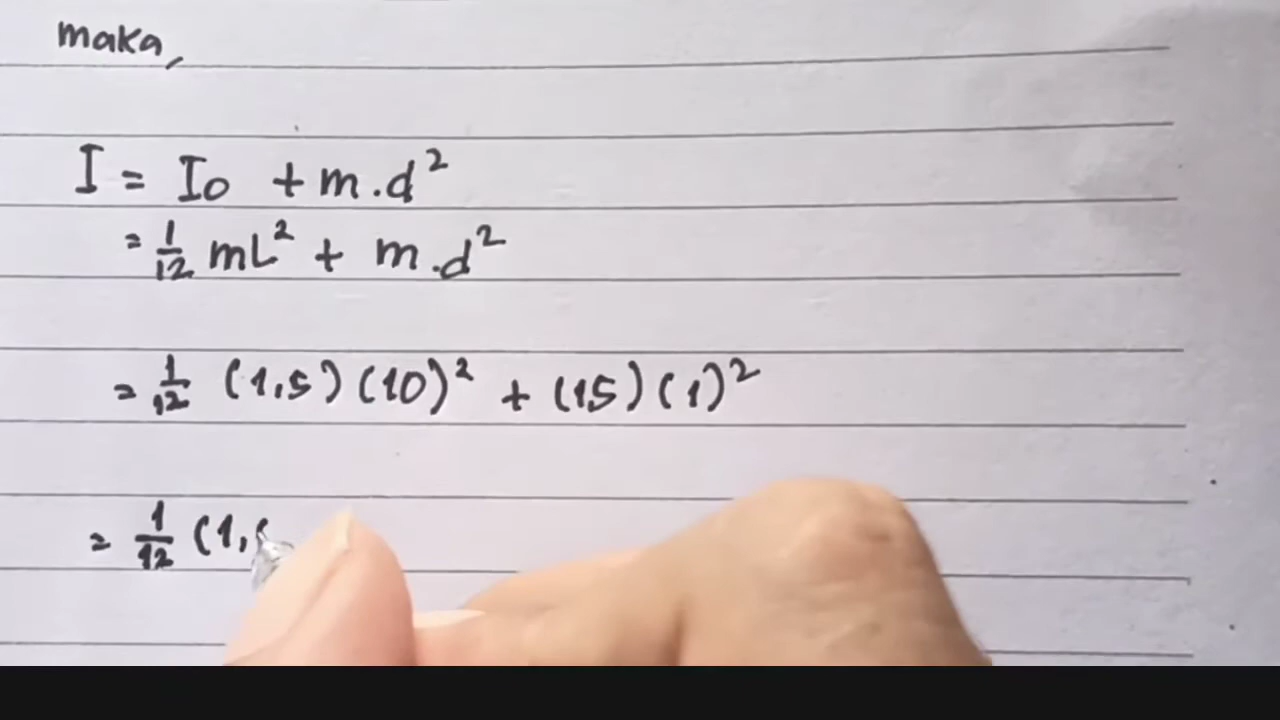 maka,
I = Io + m.d²
= 1/12 mL² + m.d²
= 1/12 (1,5)(10)² + (15)(1)²
= 1/12 (1,